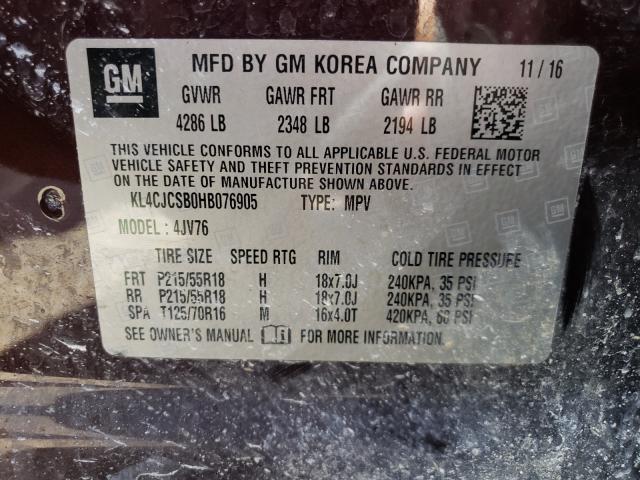 GM
MFD BY GM KOREA COMPANY 11/16
GVWR GAWR FRT GAWR RR
4286 LB 2348 LB 2194 LB
THIS VEHICLE CONFORMS TO ALL APPLICABLE U.S. FEDERAL MOTOR
VEHICLE SAFETY AND THEFT PREVENTION STANDARDS IN EFFECT
ON THE DATE OF MANUFACTURE SHOWN ABOVE.
KL4CJCSB0HB076905 TYPE: MPV
MODEL: 4JV76
TIRE SIZE SPEED RTG RIM COLD TIRE PRESSURE
FRT P215/55R18 H 18x7.0J 240KPA, 35 PSI
RR P215/55R18 H 18x7.0J 240KPA, 35 PSI
SPA T125/70R16 M 16x4.0T 420KPA, 60 PSI
SEE OWNER'S MANUAL FOR MORE INFORMATION.